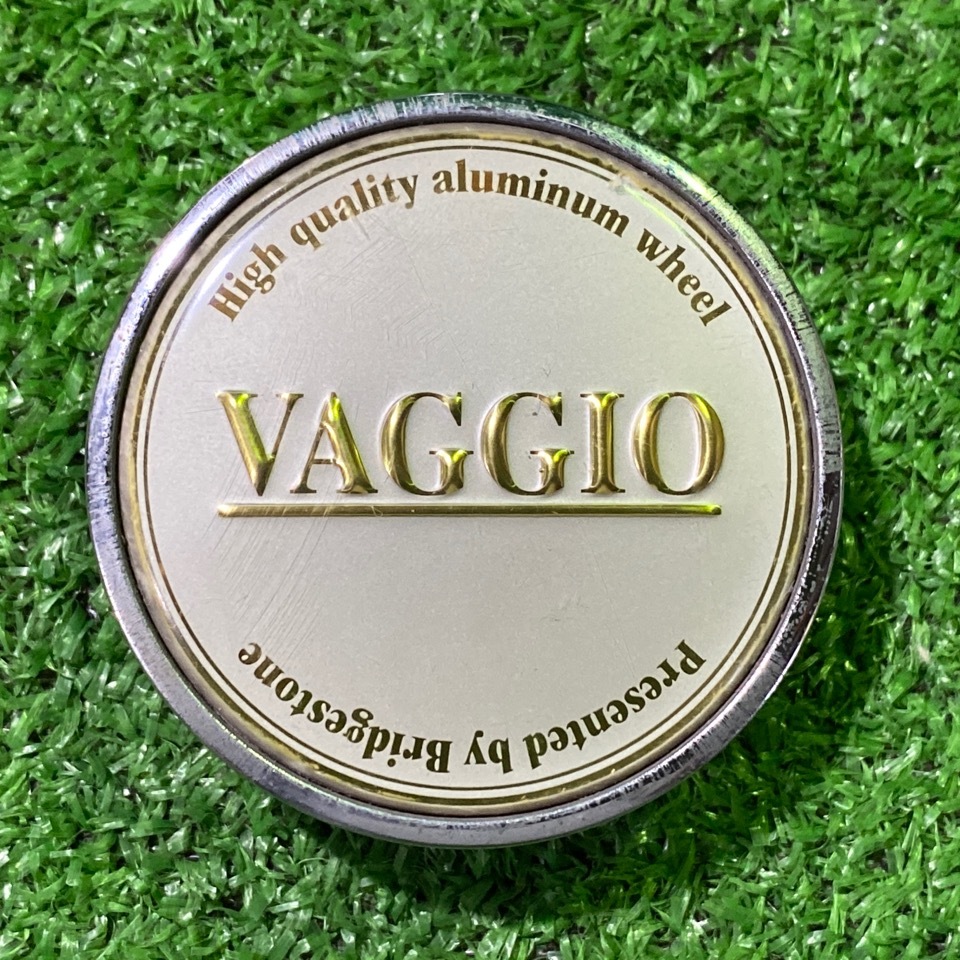 High quality aluminum wheel
VAGGIO
Presented by Bridgestone